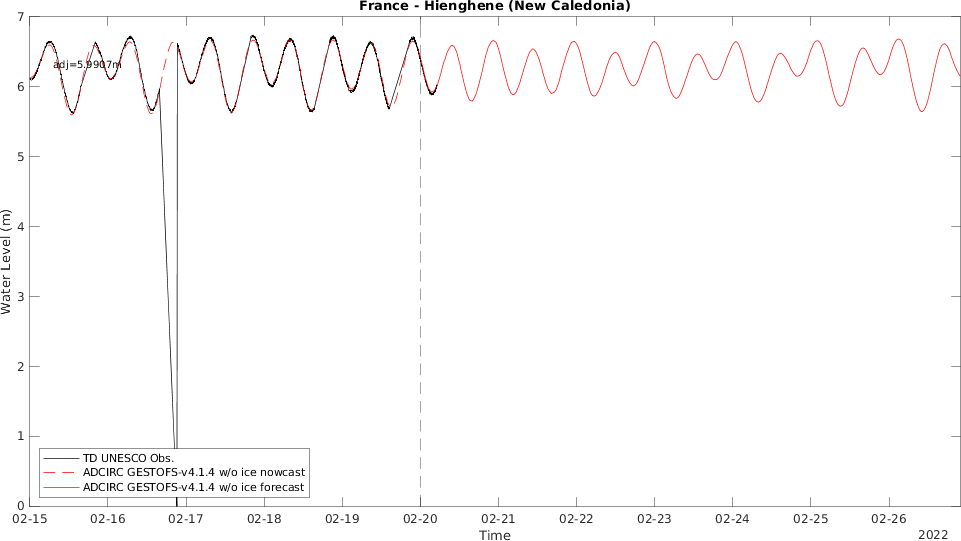 France - Hienghene (New Caledonia)
7
6
5
4
3
2
1
0
Water Level (m)
adj=5.9907m
TD UNESCO Obs.
ADCIRC GESTOFS-v4.1.4 w/o ice nowcast
ADCIRC GESTOFS-v4.1.4 w/o ice forecast
02-15 02-16 02-17 02-18 02-19 02-20 02-21 02-22 02-23 02-24 02-25 02-26
Time
2022